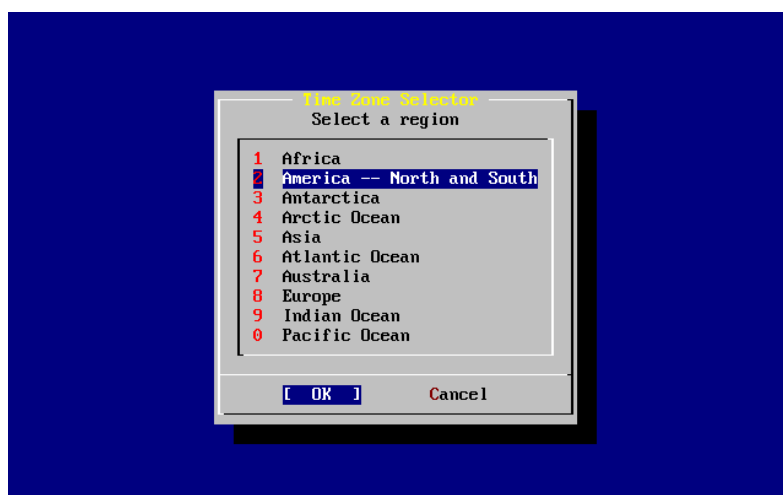 Time Zone Selector
Select a region
1 Africa
2 America -- North and South
3 Antarctica
4 Arctic Ocean
5 Asia
6 Atlantic Ocean
7 Australia
8 Europe
9 Indian Ocean
0 Pacific Ocean
[ OK ] Cancel